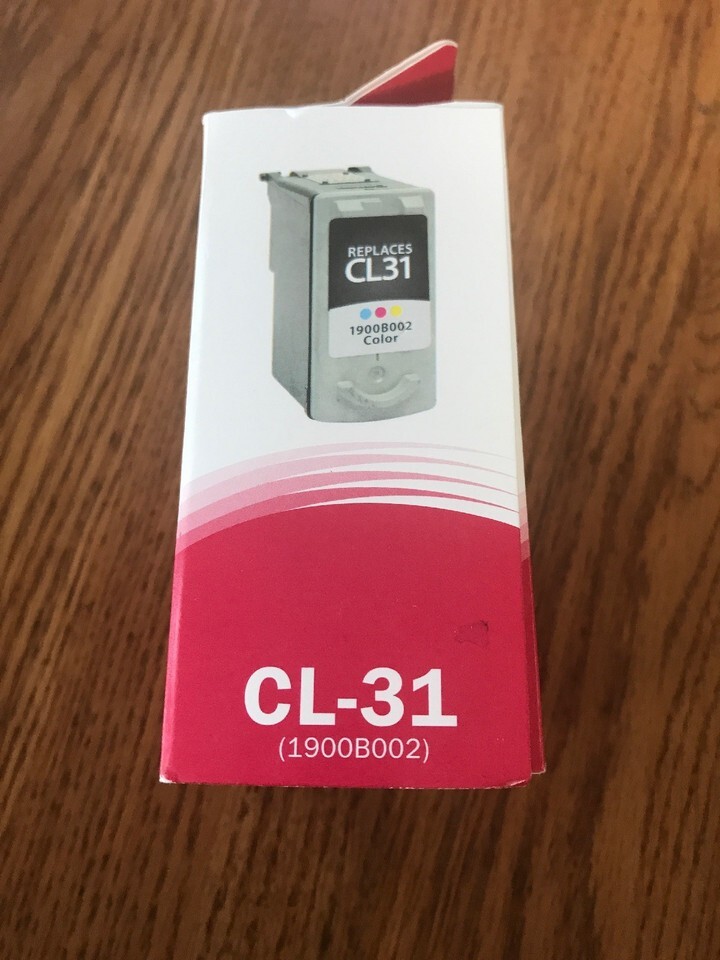 REPLACES
CL31
1900B002
Color
CL-31
(1900B002)